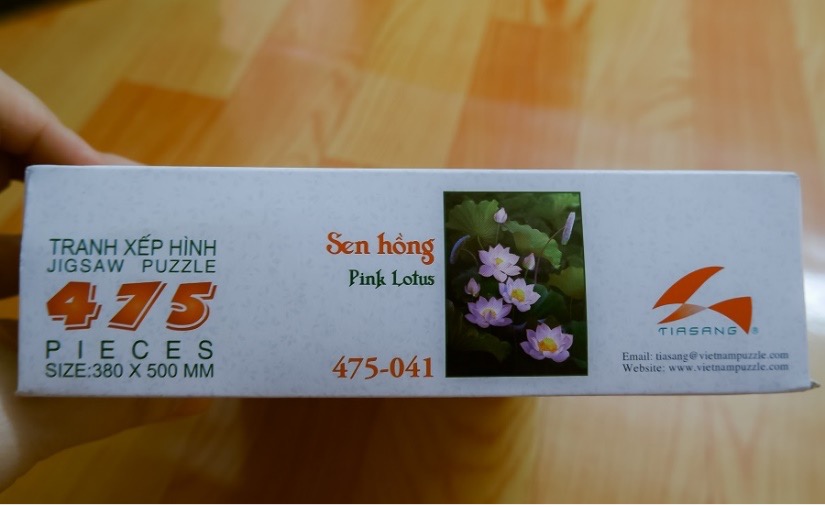 TRANH XẾP HÌNH
JIGSAW PUZZLE
475
PIECES
SIZE:380 X 500 MM
Sen hồng
Pink Lotus
475-041
TIASANG®
Email: tiasang@vietnampuzzle.com
Website: www.vietnampuzzle.com